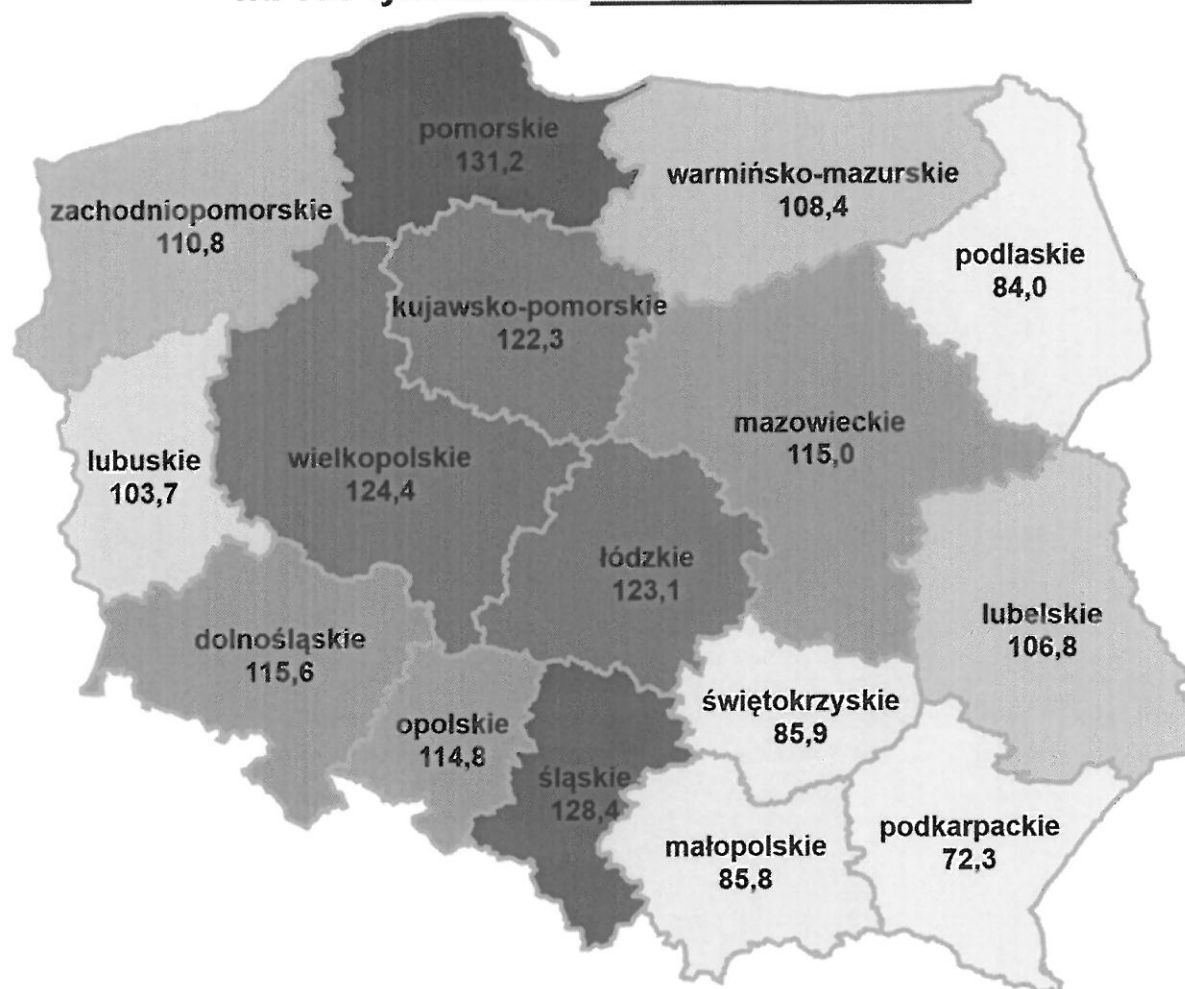 pomorskie
131,2
warmińsko-mazurskie
108,4
zachodniopomorskie
110,8
podlaskie
84,0
kujawsko-pomorskie
122,3
mazowieckie
115,0
lubuskie
103,7
wielkopolskie
124,4
łódzkie
123,1
lubelskie
106,8
dolnośląskie
115,6
świętokrzyskie
85,9
opolskie
114,8
śląskie
128,4
małopolskie
85,8
podkarpackie
72,3